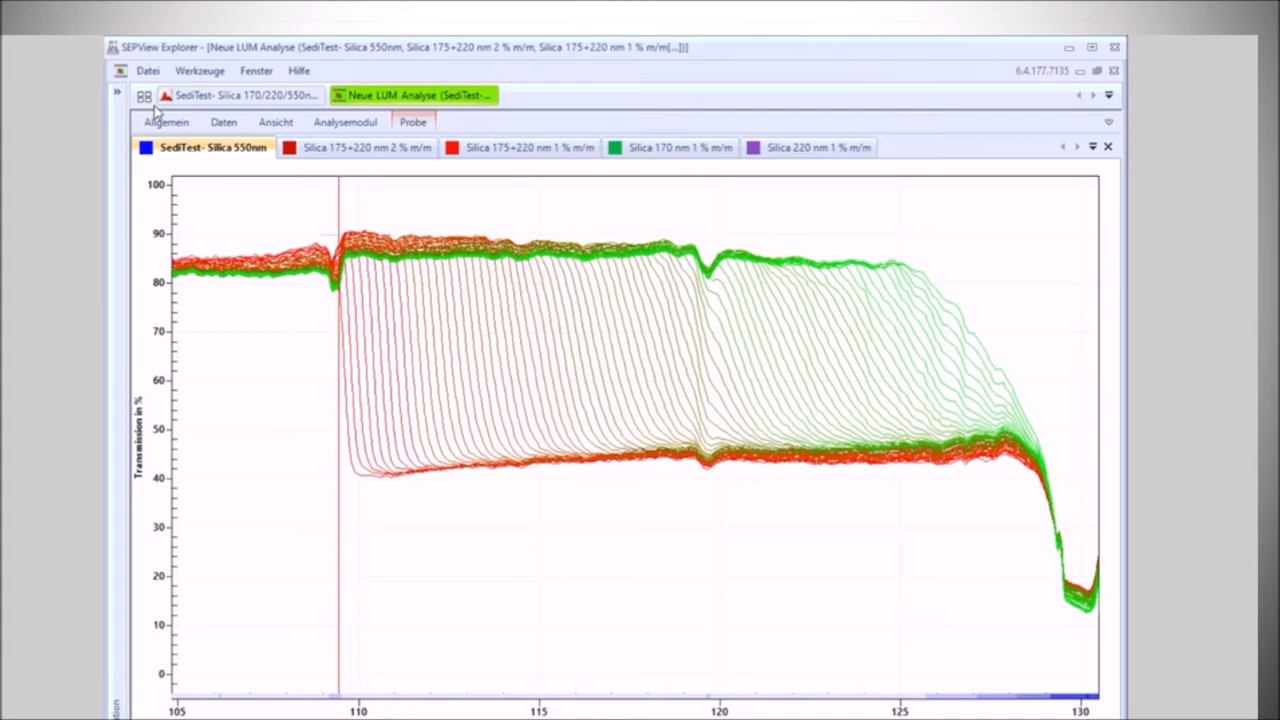 SEPView Explorer - [Neue LUM Analyse (SediTest- Silica 550nm, Silica 175+220 nm 2 % m/m, Silica 175+220 nm 1 % m/m[...])]
Datei Werkzeuge Fenster Hilfe 6.4.177.7135
SediTest- Silica 170/220/550n... Neue LUM Analyse (SediTest-...
Allgemein Daten Ansicht Analysemodul Probe
SediTest- Silica 550nm Silica 175+220 nm 2 % m/m Silica 175+220 nm 1 % m/m Silica 170 nm 1 % m/m Silica 220 nm 1 % m/m
100
90
80
70
60
50
40
30
20
10
0
Transmission in %
105 110 115 120 125 130